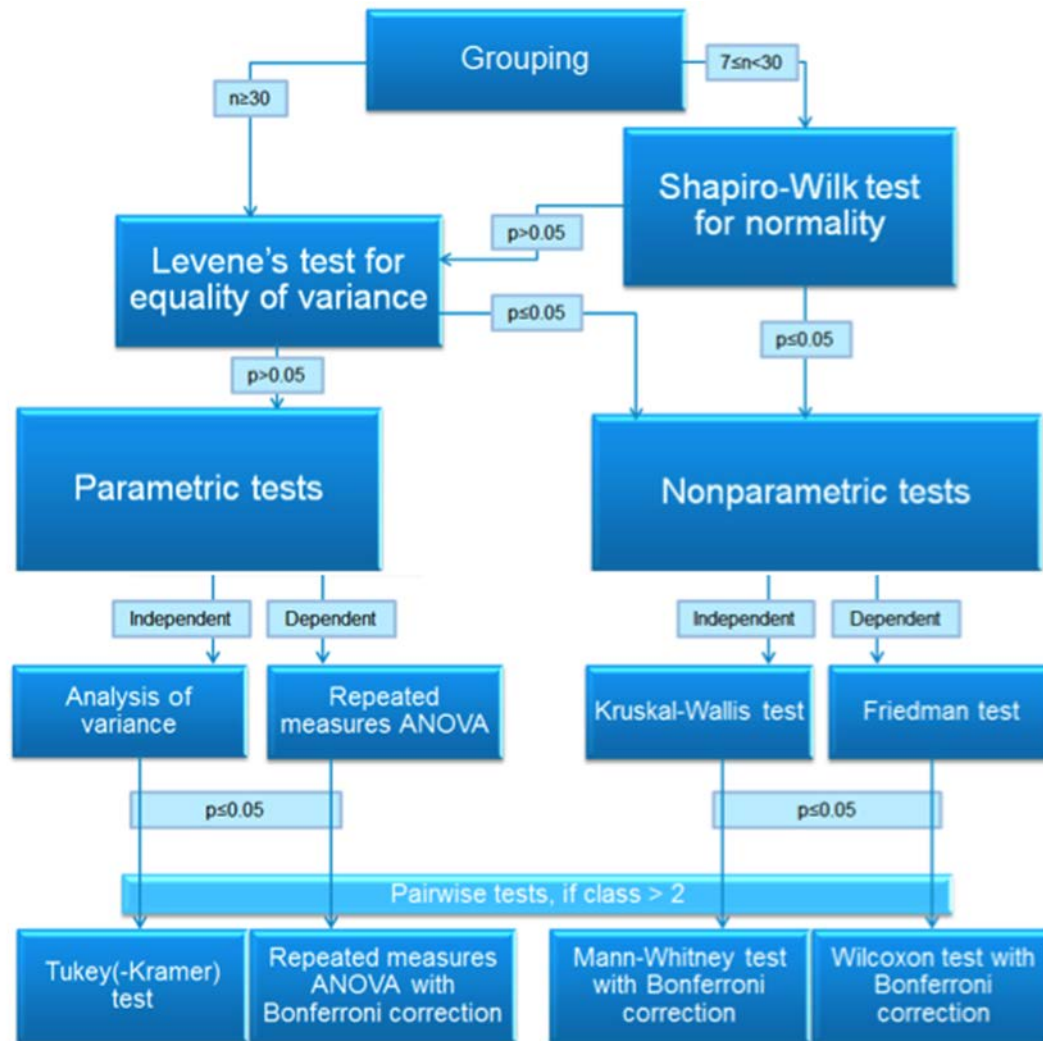 Grouping
n≥30
7≤n<30
Shapiro-Wilk test
for normality
p>0.05
Levene's test for
equality of variance
p≤0.05
p≤0.05
p>0.05
Parametric tests
Nonparametric tests
Independent
Dependent
Independent
Dependent
Analysis of
variance
Repeated
measures ANOVA
Kruskal-Wallis test
Friedman test
p≤0.05
p≤0.05
Pairwise tests, if class > 2
Tukey(-Kramer)
test
Repeated measures
ANOVA with
Bonferroni correction
Mann-Whitney test
with Bonferroni
correction
Wilcoxon test with
Bonferroni
correction